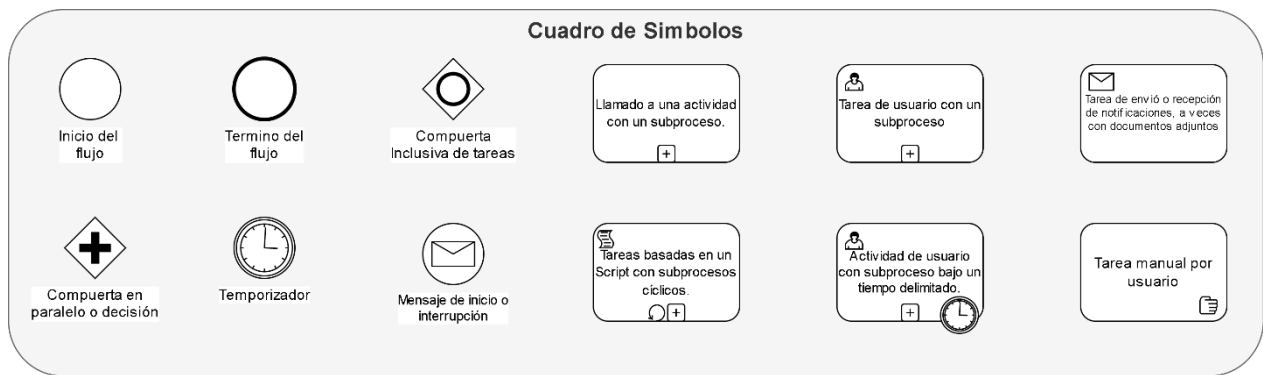 Cuadro de Simbolos
Inicio del
flujo
Termino del
flujo
Compuerta
Inclusiva de tareas
Llamado a una actividad
con un subproceso.
Tarea de usuario con un
subproceso
Tarea de envió o recepción
de notificaciones, a veces
con documentos adjuntos
Compuerta en
paralelo o decisión
Temporizador
Mensaje de inicio o
interrupción
Tareas basadas en un
Script con subprocesos
cíclicos.
Actividad de usuario
con subproceso bajo un
tiempo delimitado.
Tarea manual por
usuario